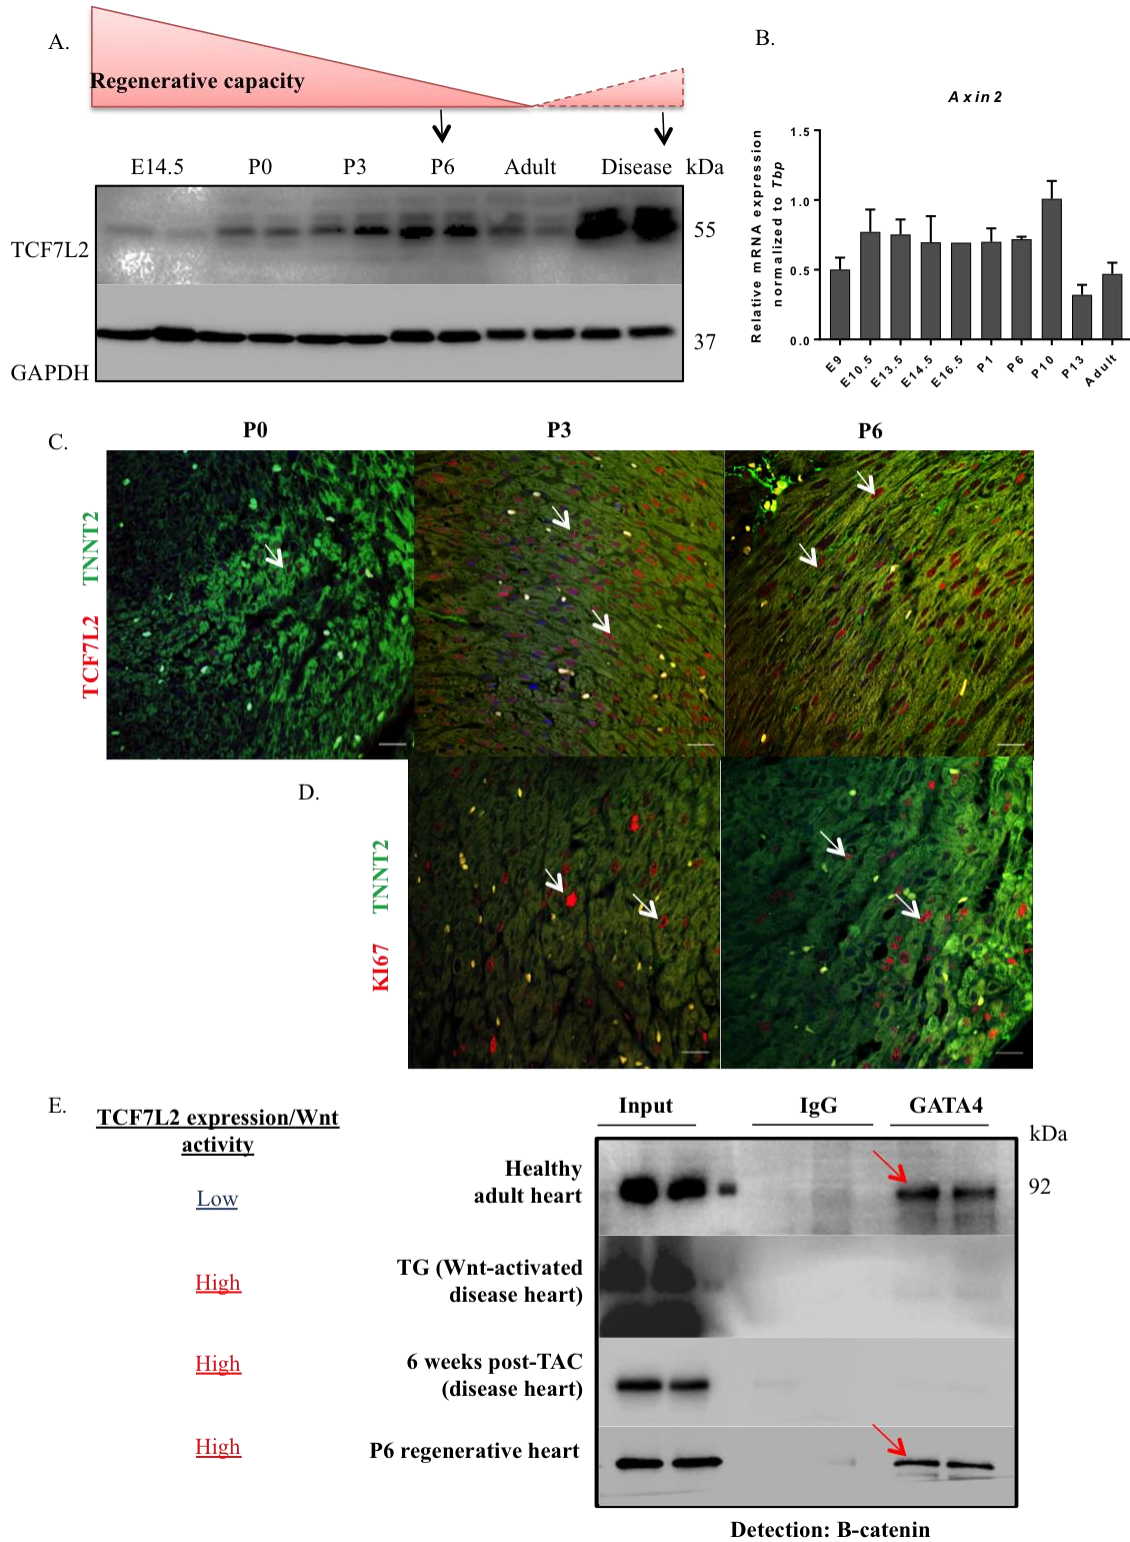 A.
Regenerative capacity
E14.5 P0 P3 P6 Adult Disease kDa
TCF7L2
55
GAPDH
37
B.
Axin2
Relative mRNA expression
normalized to Tbp
1.5
1.0
0.5
0.0
E9 E10.5 E13.5 E14.5 E16.5 P1 P6 P10 P13 Adult
C.
P0 P3 P6
TCF7L2 TNNT2
D.
KI67 TNNT2
E.
TCF7L2 expression/Wnt
activity
Input IgG GATA4
kDa
Low
Healthy
adult heart
92
High
TG (Wnt-activated
disease heart)
High
6 weeks post-TAC
(disease heart)
High
P6 regenerative heart
Detection: B-catenin